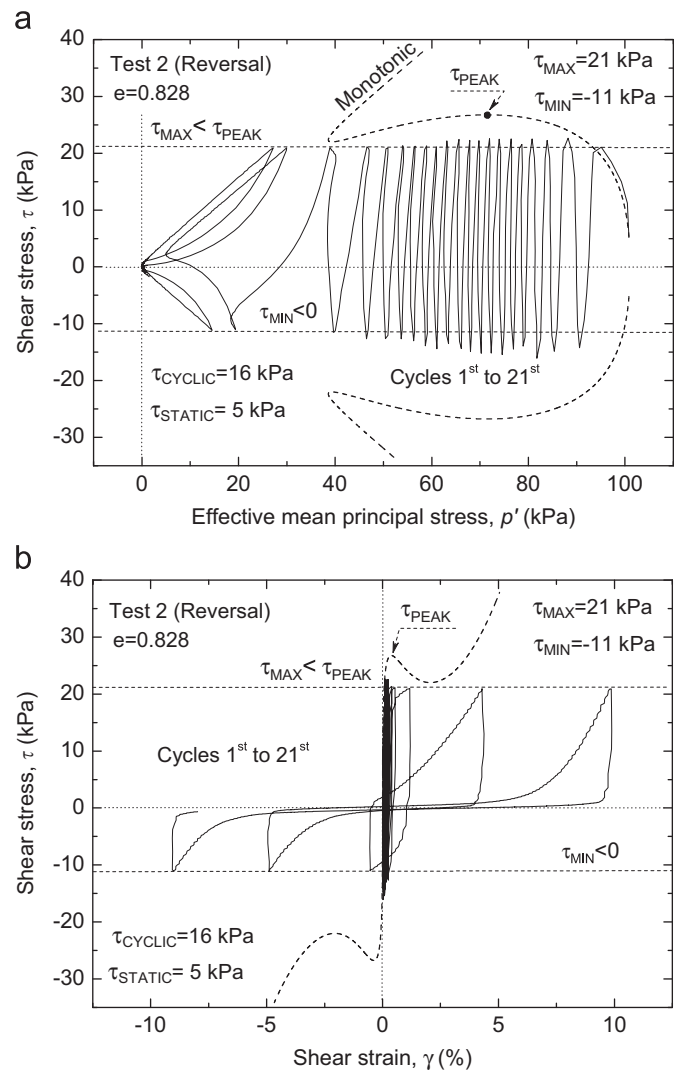 a
40
30
20
10
0
-10
-20
-30
Shear stress, τ (kPa)
Test 2 (Reversal)
e=0.828
Monotonic
τPEAK
τMAX=21 kPa
τMIN=-11 kPa
τMAX< τPEAK
τMIN<0
τCYCLIC=16 kPa
τSTATIC= 5 kPa
Cycles 1st to 21st
0 20 40 60 80 100
Effective mean principal stress, p′ (kPa)
b
40
30
20
10
0
-10
-20
-30
Shear stress, τ (kPa)
Test 2 (Reversal)
e=0.828
τPEAK
τMAX=21 kPa
τMIN=-11 kPa
τMAX< τPEAK
Cycles 1st to 21st
τMIN<0
τCYCLIC=16 kPa
τSTATIC= 5 kPa
-10 -5 0 5 10
Shear strain, γ (%)